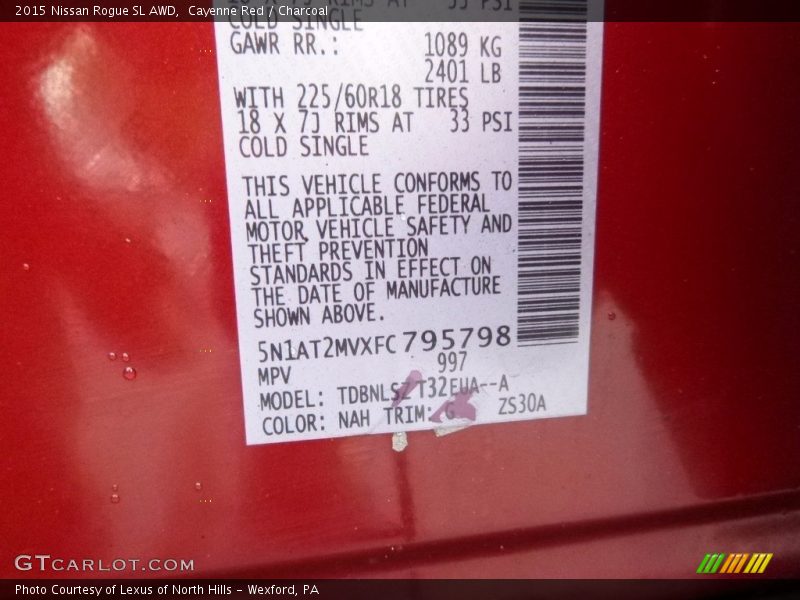 2015 Nissan Rogue SL AWD, Cayenne Red / Charcoal
COLD SINGLE
GAWR RR.: 1089 KG
2401 LB
WITH 225/60R18 TIRES
18 X 7J RIMS AT 33 PSI
COLD SINGLE
THIS VEHICLE CONFORMS TO
ALL APPLICABLE FEDERAL
MOTOR VEHICLE SAFETY AND
THEFT PREVENTION
STANDARDS IN EFFECT ON
THE DATE OF MANUFACTURE
SHOWN ABOVE.
5N1AT2MVXFC795798
MPV 997
MODEL: TDBNLSZ T32EUA--A
COLOR: NAH TRIM: G ZS30A
GTCARLOT.COM
Photo Courtesy of Lexus of North Hills - Wexford, PA